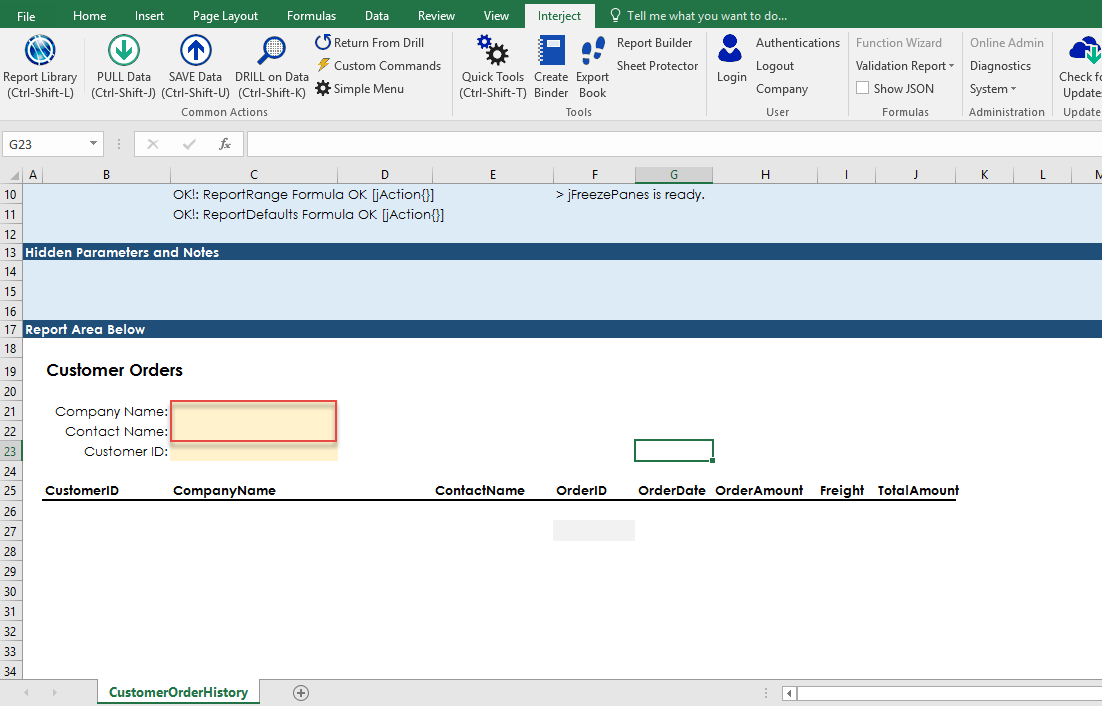 File Home Insert Page Layout Formulas Data Review View Interject Tell me what you want to do...
Report Library (Ctrl-Shift-L)
PULL Data (Ctrl-Shift-J)
SAVE Data (Ctrl-Shift-U)
DRILL on Data (Ctrl-Shift-K)
Return From Drill
Custom Commands
Simple Menu
Common Actions
Quick Tools (Ctrl-Shift-T)
Create Binder
Export Book
Report Builder
Sheet Protector
Tools
Login
Authentications
Logout
Company
User
Function Wizard
Validation Report
Show JSON
Formulas
Online Admin
Diagnostics
System
Administration
Check fo
Update
Update
G23 fx
A B C D E F G H I J K L M
10 OK!: ReportRange Formula OK [jAction{}] > jFreezePanes is ready.
11 OK!: ReportDefaults Formula OK [jAction{}]
12
13 Hidden Parameters and Notes
14
15
16
17 Report Area Below
18
19 Customer Orders
20
21 Company Name:
22 Contact Name:
23 Customer ID:
24
25 CustomerID CompanyName ContactName OrderID OrderDate OrderAmount Freight TotalAmount
26
27
28
29
30
31
32
33
34
CustomerOrderHistory